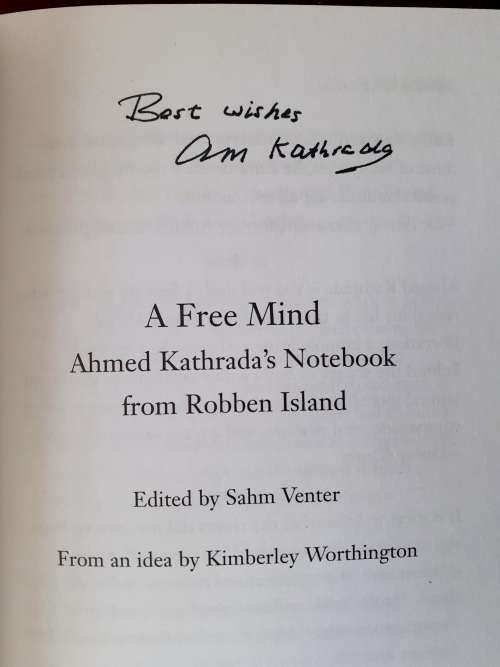 Best wishes
Am Kathrada
A Free Mind
Ahmed Kathrada's Notebook
from Robben Island
Edited by Sahm Venter
From an idea by Kimberley Worthington